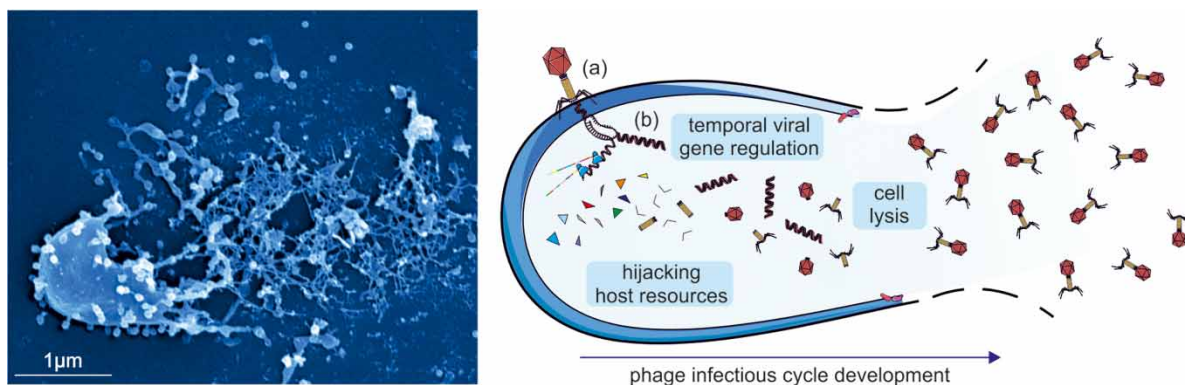 1µm
(a)
(b)
temporal viral
gene regulation
cell
lysis
hijacking
host resources
phage infectious cycle development